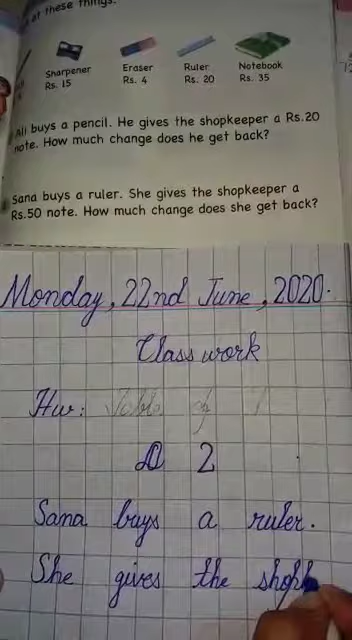 at these things.
Sharpener Eraser Ruler Notebook
Rs. 15 Rs. 4 Rs. 20 Rs. 35
Ali buys a pencil. He gives the shopkeeper a Rs.20
note. How much change does he get back?
Sana buys a ruler. She gives the shopkeeper a
Rs.50 note. How much change does she get back?
Monday, 22nd June, 2020.
Class work
Hw: Table of
Q 2
Sana buys a ruler.
She gives the shopk